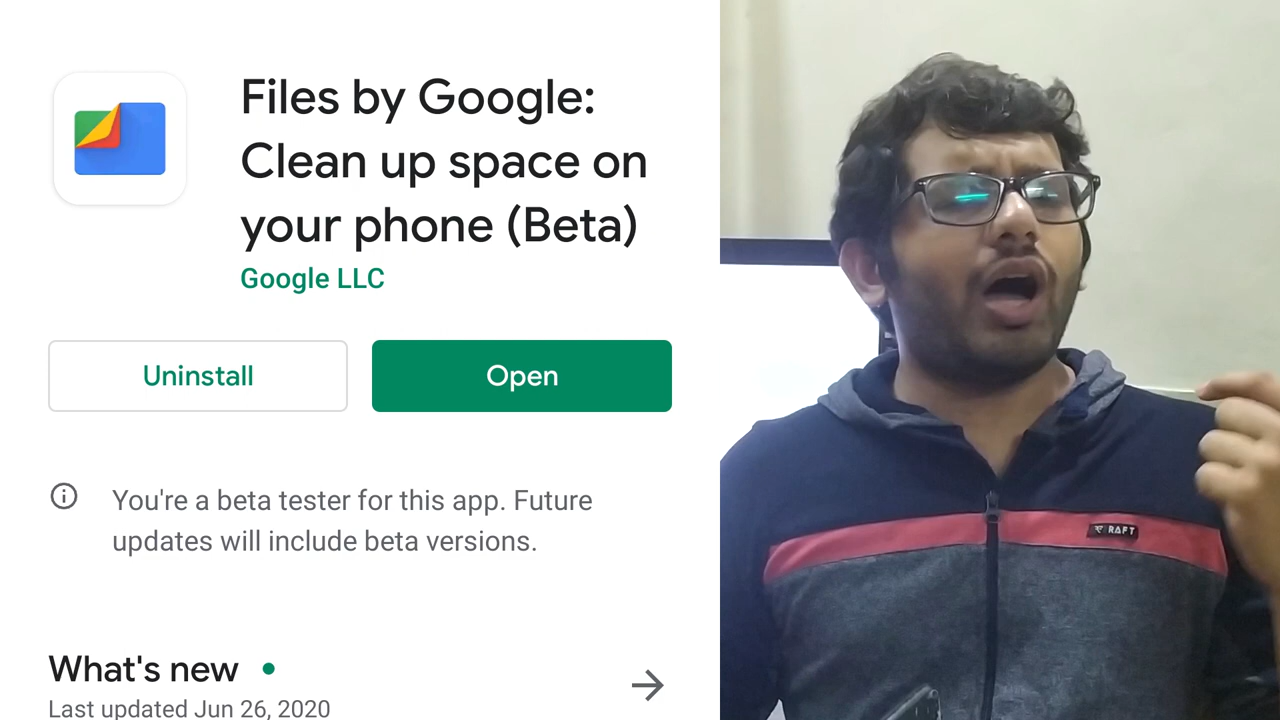 Files by Google:
Clean up space on
your phone (Beta)
Google LLC
Uninstall
Open
You're a beta tester for this app. Future
updates will include beta versions.
What's new
Last updated Jun 26, 2020
RAFT